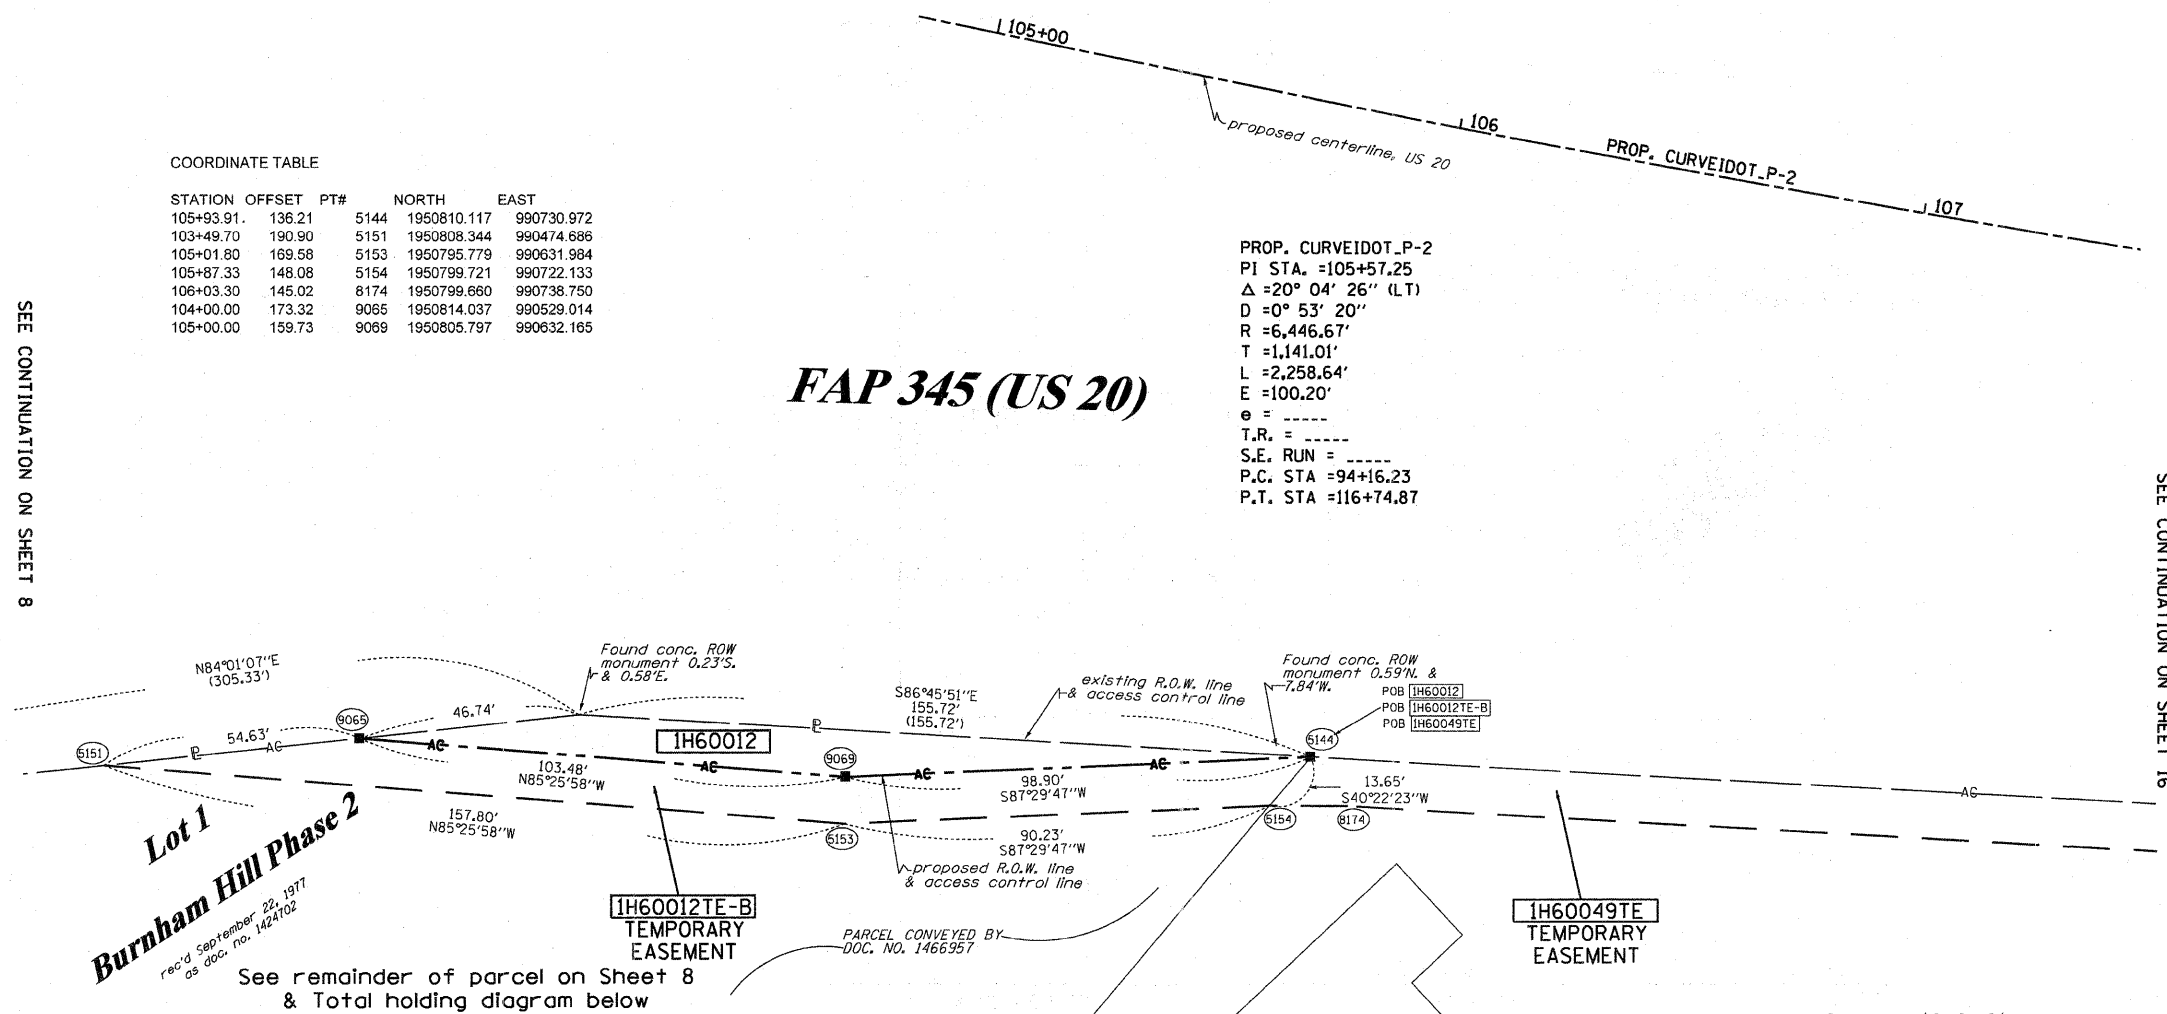 105+00
106
107
PROP. CURVEIDOT_P-2
proposed centerline, US 20
COORDINATE TABLE
STATION OFFSET PT# NORTH EAST
105+93.91. 136.21 5144 1950810.117 990730.972
103+49.70 190.90 5151 1950808.344 990474.686
105+01.80 169.58 5153 1950795.779 990631.984
105+87.33 148.08 5154 1950799.721 990722.133
106+03.30 145.02 8174 1950799.660 990738.750
104+00.00 173.32 9065 1950814.037 990529.014
105+00.00 159.73 9069 1950805.797 990632.165
PROP. CURVEIDOT_P-2
PI STA. =105+57.25
Δ =20° 04' 26" (LT)
D =0° 53' 20"
R =6,446.67'
T =1,141.01'
L =2,258.64'
E =100.20'
e = _____
T.R. = _____
S.E. RUN = _____
P.C. STA =94+16.23
P.T. STA =116+74.87
FAP 345 (US 20)
SEE CONTINUATION ON SHEET 8
SEE CONTINUATION ON SHEET 16
N84°01'07"E
(305.33')
Found conc. ROW
monument 0.23'S.
& 0.58'E.
S86°45'51"E
155.72'
(155.72')
existing R.O.W. line
& access control line
Found conc. ROW
monument 0.59'N. &
7.84'W.
POB 1H60012
POB 1H60012TE-B
POB 1H60049TE
5144
5151
54.63'
PL
AC
9065
46.74'
AC
PL
1H60012
AC
9069
AC
AC
103.48'
N85°25'58"W
98.90'
S87°29'47"W
13.65'
S40°22'23"W
AC
157.80'
N85°25'58"W
5153
90.23'
S87°29'47"W
5154
8174
proposed R.O.W. line
& access control line
Lot 1
Burnham Hill Phase 2
rec'd September 22, 1977
as doc. no. 1424702
1H60012TE-B
TEMPORARY
EASEMENT
PARCEL CONVEYED BY
DOC. NO. 1466957
1H60049TE
TEMPORARY
EASEMENT
See remainder of parcel on Sheet 8
& Total holding diagram below